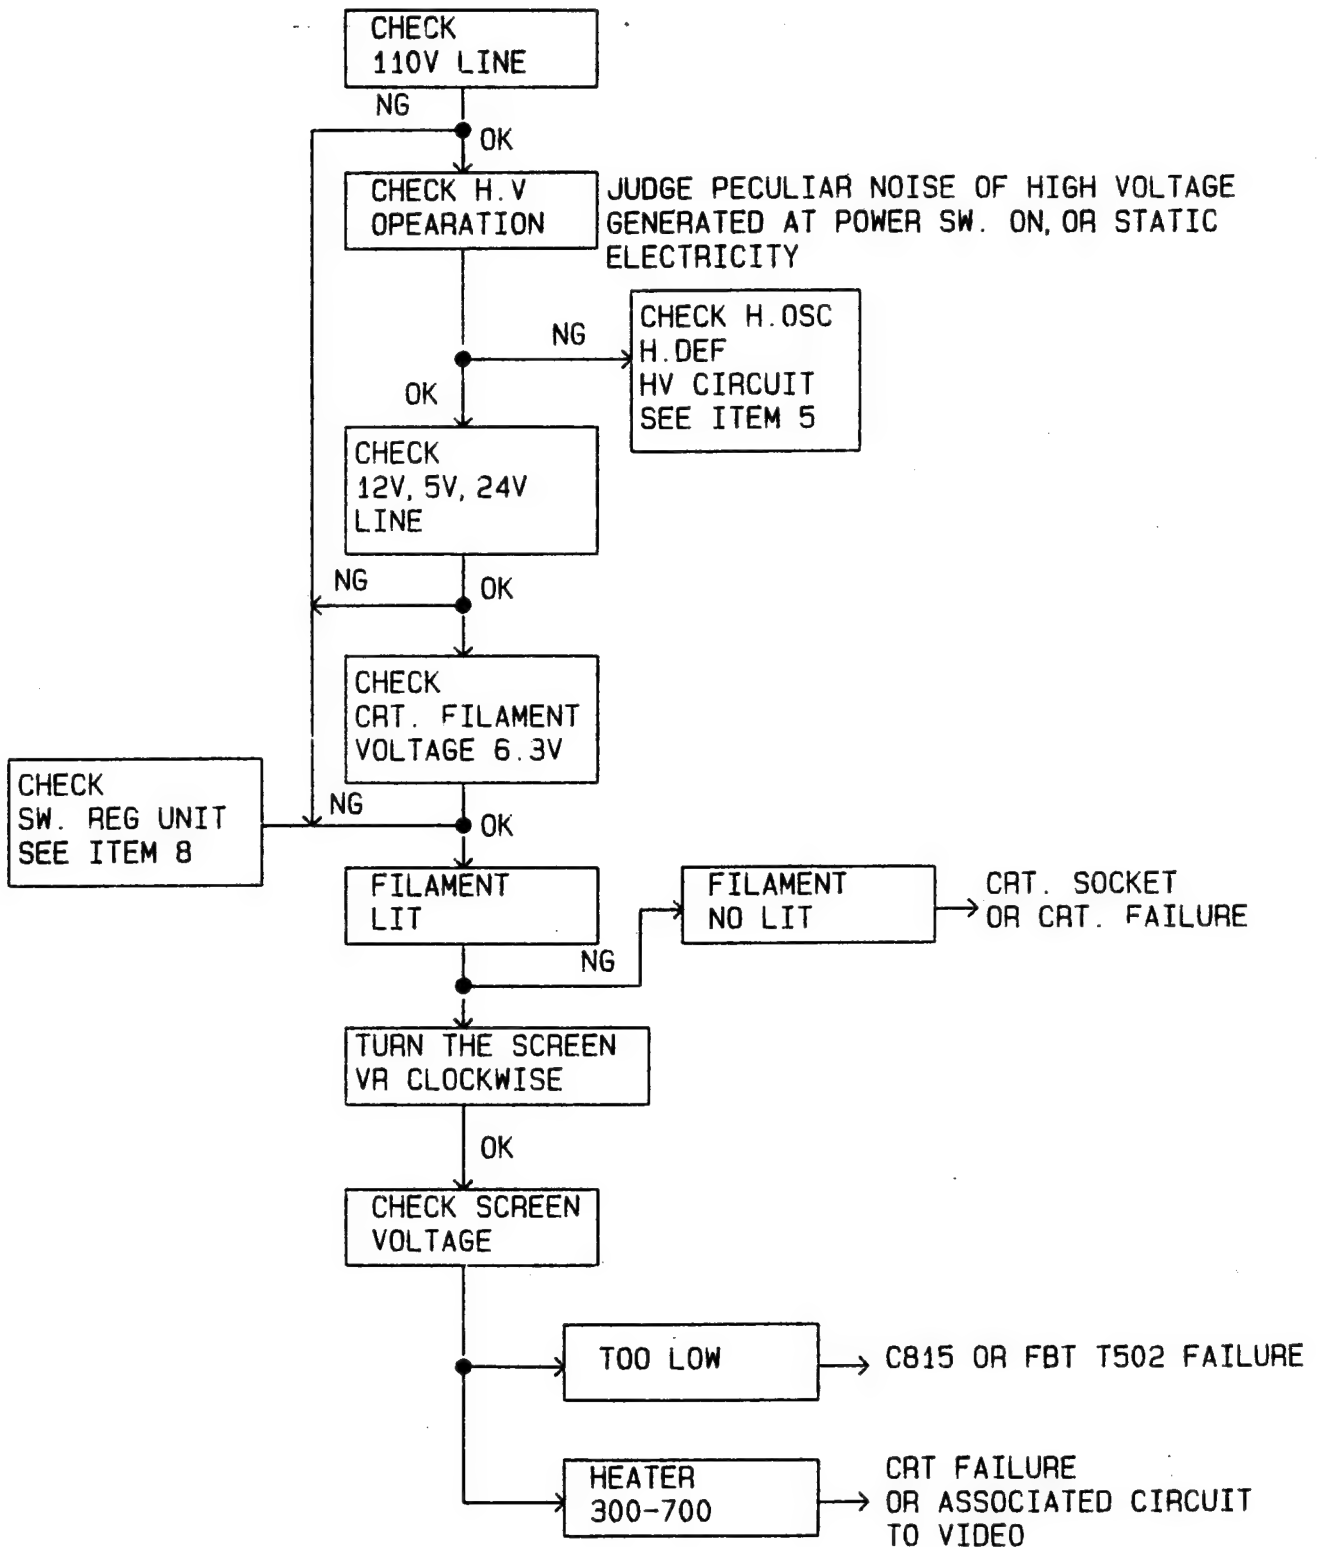 CHECK
110V LINE
NG
OK
CHECK H.V
OPEARATION
JUDGE PECULIAR NOISE OF HIGH VOLTAGE
GENERATED AT POWER SW. ON, OR STATIC
ELECTRICITY
NG
CHECK H.OSC
H.DEF
HV CIRCUIT
SEE ITEM 5
OK
CHECK
12V, 5V, 24V
LINE
NG
OK
CHECK
CRT. FILAMENT
VOLTAGE 6.3V
CHECK
SW. REG UNIT
SEE ITEM 8
NG
OK
FILAMENT
LIT
FILAMENT
NO LIT
CRT. SOCKET
OR CRT. FAILURE
NG
TURN THE SCREEN
VR CLOCKWISE
OK
CHECK SCREEN
VOLTAGE
TOO LOW
C815 OR FBT T502 FAILURE
HEATER
300-700
CRT FAILURE
OR ASSOCIATED CIRCUIT
TO VIDEO